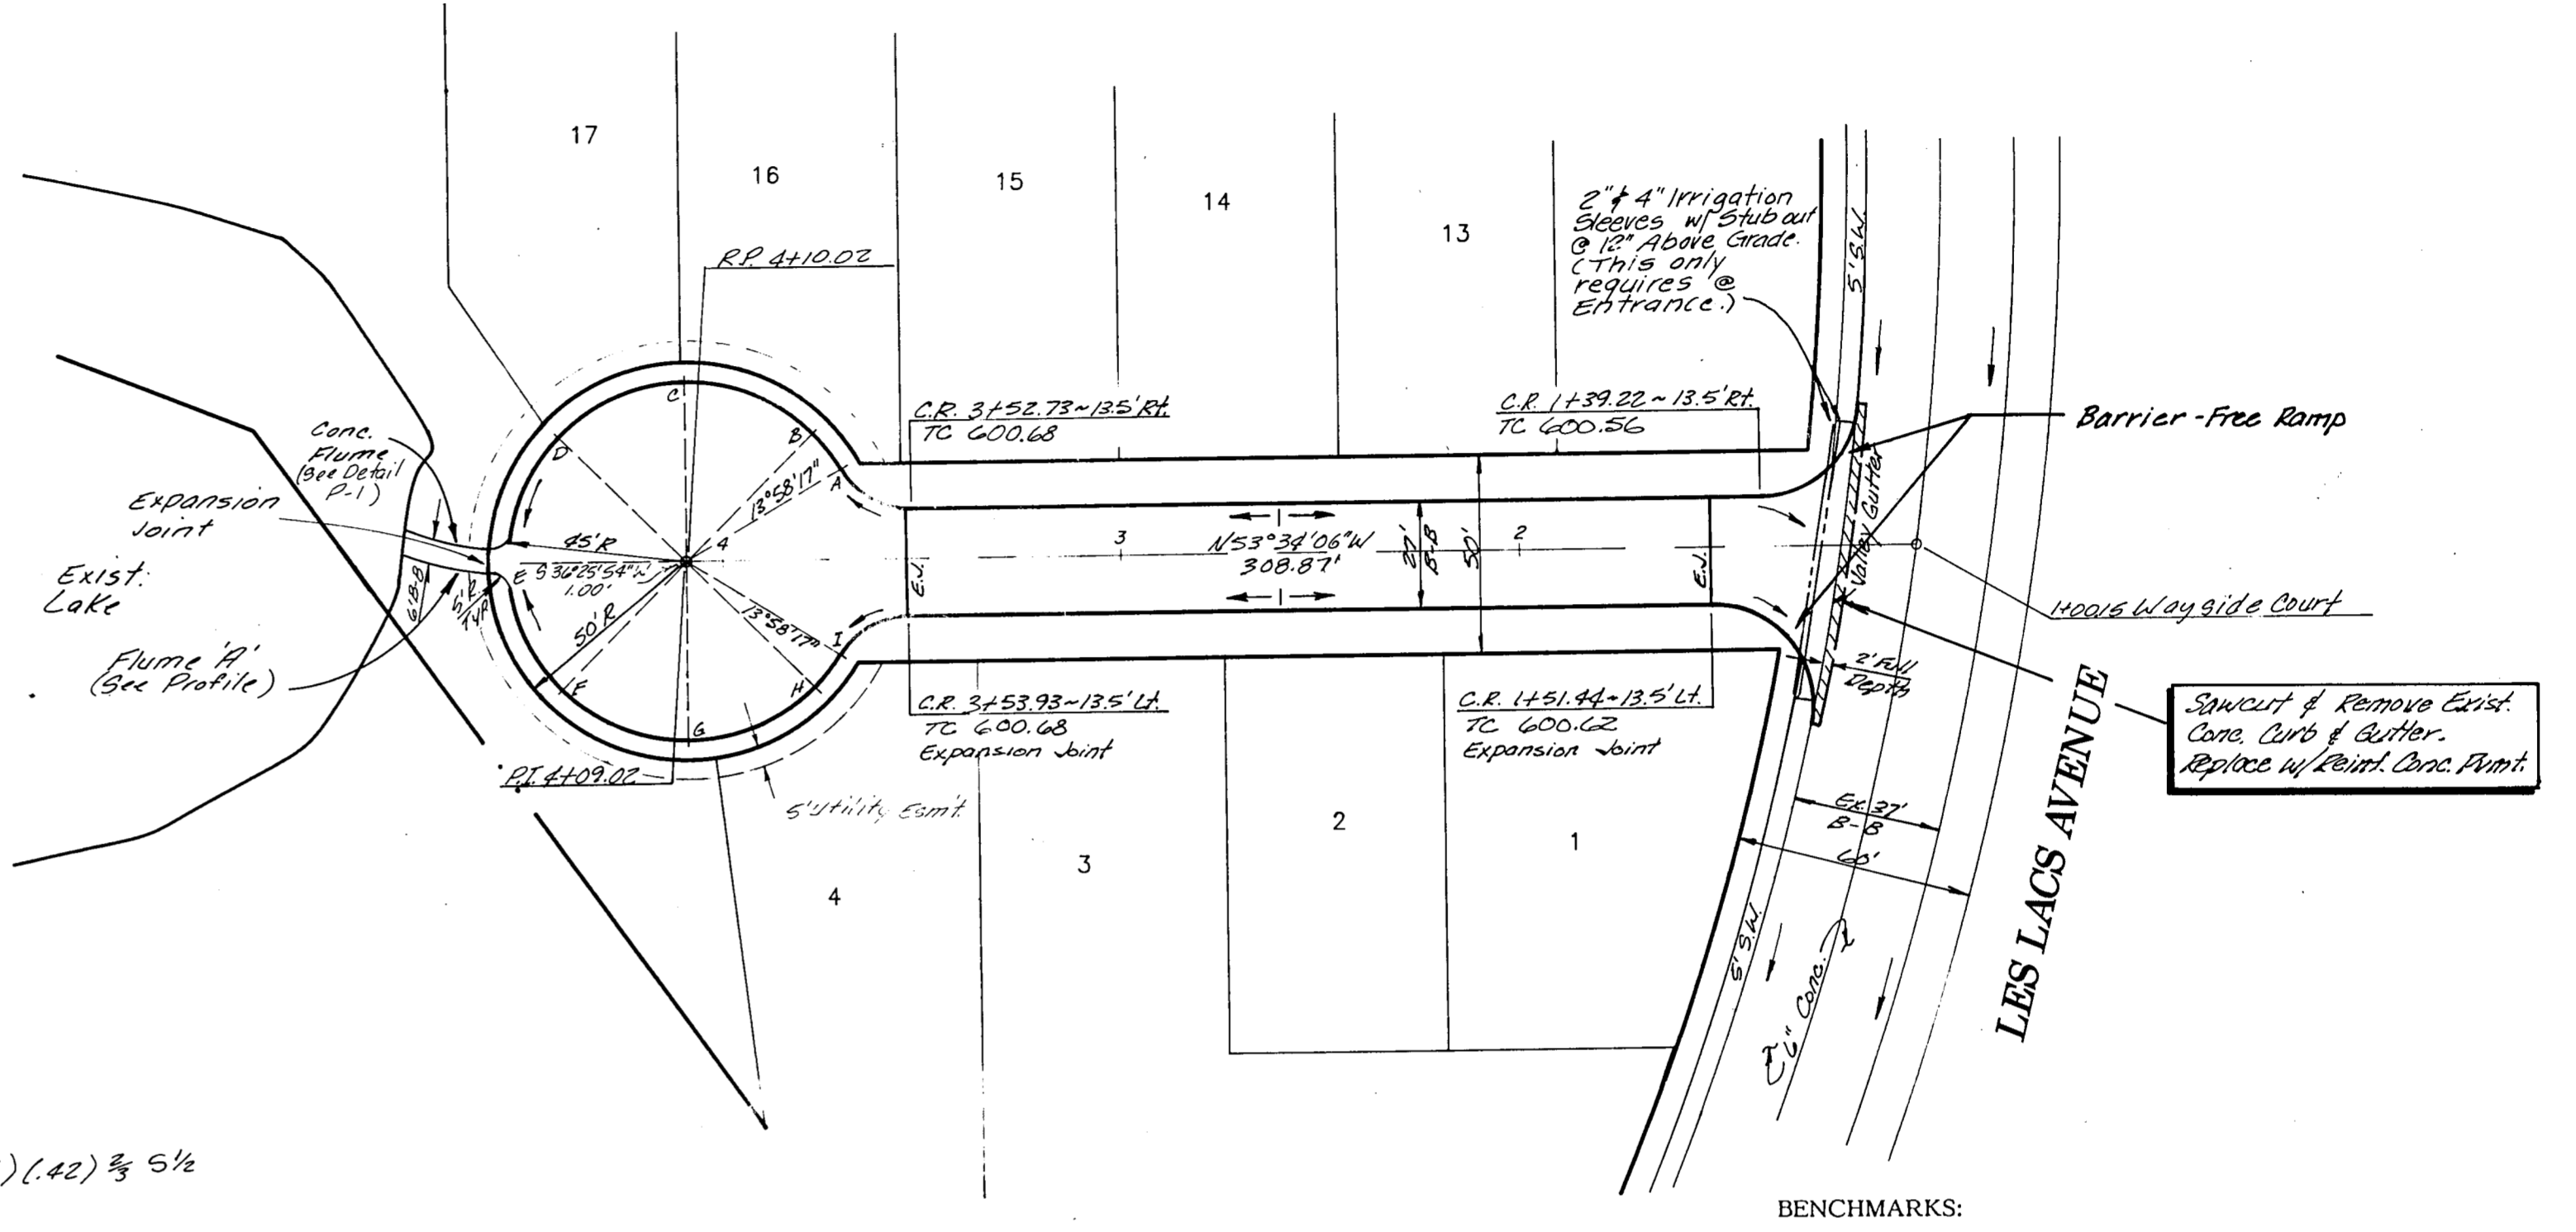 17
16
15
14
13
2" & 4" Irrigation
Sleeves w/ Stub out
@ 12" Above Grade.
(This only
requires @
Entrance.)
5' S.W.
R.P. 4+10.02
C.R. 3+52.73~13.5' Rt.
TC 600.68
C.R. 1+39.22~13.5' Rt.
TC 600.56
Barrier-Free Ramp
Conc.
Flume
(See Detail
P-1)
Expansion
Joint
Exist.
Lake
Flume 'A'
(See Profile)
6' B-B
5' R
TYP.
A
B
C
D
E
F
G
H
I
13°58'17"
45' R
S 36°25'54" W
1.00'
50' R
13°58'17"
4
3
2
N53°34'06"W
308.87'
27'
B-B
50'
E.J.
E.J.
Valley Gutter
1+00.15 Wayside Court
2' Full
Depth
C.R. 3+53.93~13.5' Lt.
TC 600.68
Expansion Joint
C.R. 1+51.44~13.5' Lt.
TC 600.62
Expansion Joint
Sawcut & Remove Exist.
Conc. Curb & Gutter.
Replace w/ Reinf. Conc. Pvmt.
P.I. 4+09.02
5' Utility Esm't.
4
3
2
1
Ex. 37'
B-B
60'
5' S.W.
6" Conc.
LES LACS AVENUE
)(.42) ⅔ S½
BENCHMARKS: